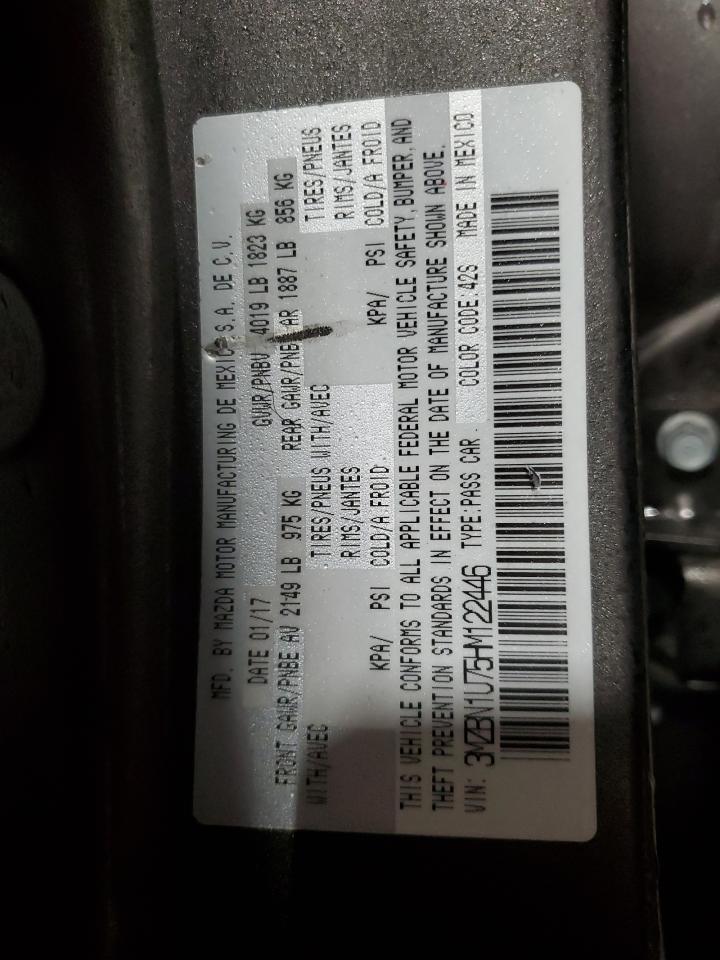 MFD. BY MAZDA MOTOR MANUFACTURING DE MEXICO S.A. DE C.V.
DATE 01/17 GVWR/PNBV 4019 LB 1823 KG
FRONT GAWR/PNBE AV 2149 LB 975 KG REAR GAWR/PNBE AR 1887 LB 856 KG
WITH/AVEC TIRES/PNEUS WITH/AVEC TIRES/PNEUS
RIMS/JANTES RIMS/JANTES
KPA/ PSI COLD/A FROID. KPA/ PSI COLD/A FROID
THIS VEHICLE CONFORMS TO ALL APPLICABLE FEDERAL MOTOR VEHICLE SAFETY, BUMPER, AND
THEFT PREVENTION STANDARDS IN EFFECT ON THE DATE OF MANUFACTURE SHOWN ABOVE.
VIN: 3MZBN1U75HM122446 TYPE:PASS CAR. COLOR CODE:42S MADE IN MEXICO